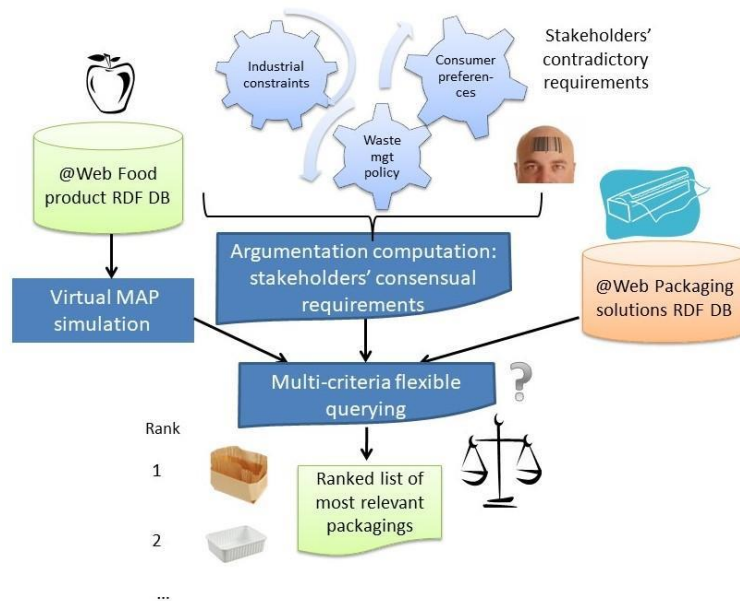 Industrial
constraints
Consumer
preferen-
ces
Waste
mgt
policy
Stakeholders’
contradictory
requirements
@Web Food
product RDF DB
Argumentation computation:
stakeholders’ consensual
requirements
@Web Packaging
solutions RDF DB
Virtual MAP
simulation
Multi-criteria flexible
querying
?
Rank
1
2
...
Ranked list of
most relevant
packagings